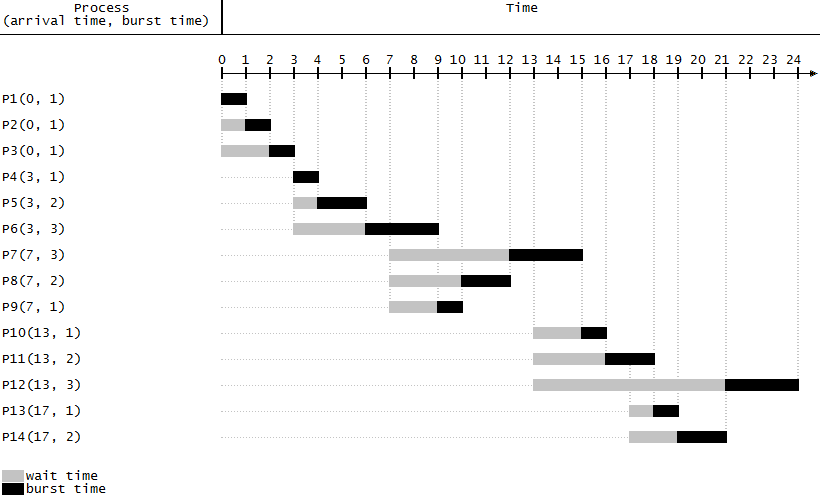 Process
(arrival time, burst time)
Time
0 1 2 3 4 5 6 7 8 9 10 11 12 13 14 15 16 17 18 19 20 21 22 23 24
P1(0, 1)
P2(0, 1)
P3(0, 1)
P4(3, 1)
P5(3, 2)
P6(3, 3)
P7(7, 3)
P8(7, 2)
P9(7, 1)
P10(13, 1)
P11(13, 2)
P12(13, 3)
P13(17, 1)
P14(17, 2)
wait time
burst time